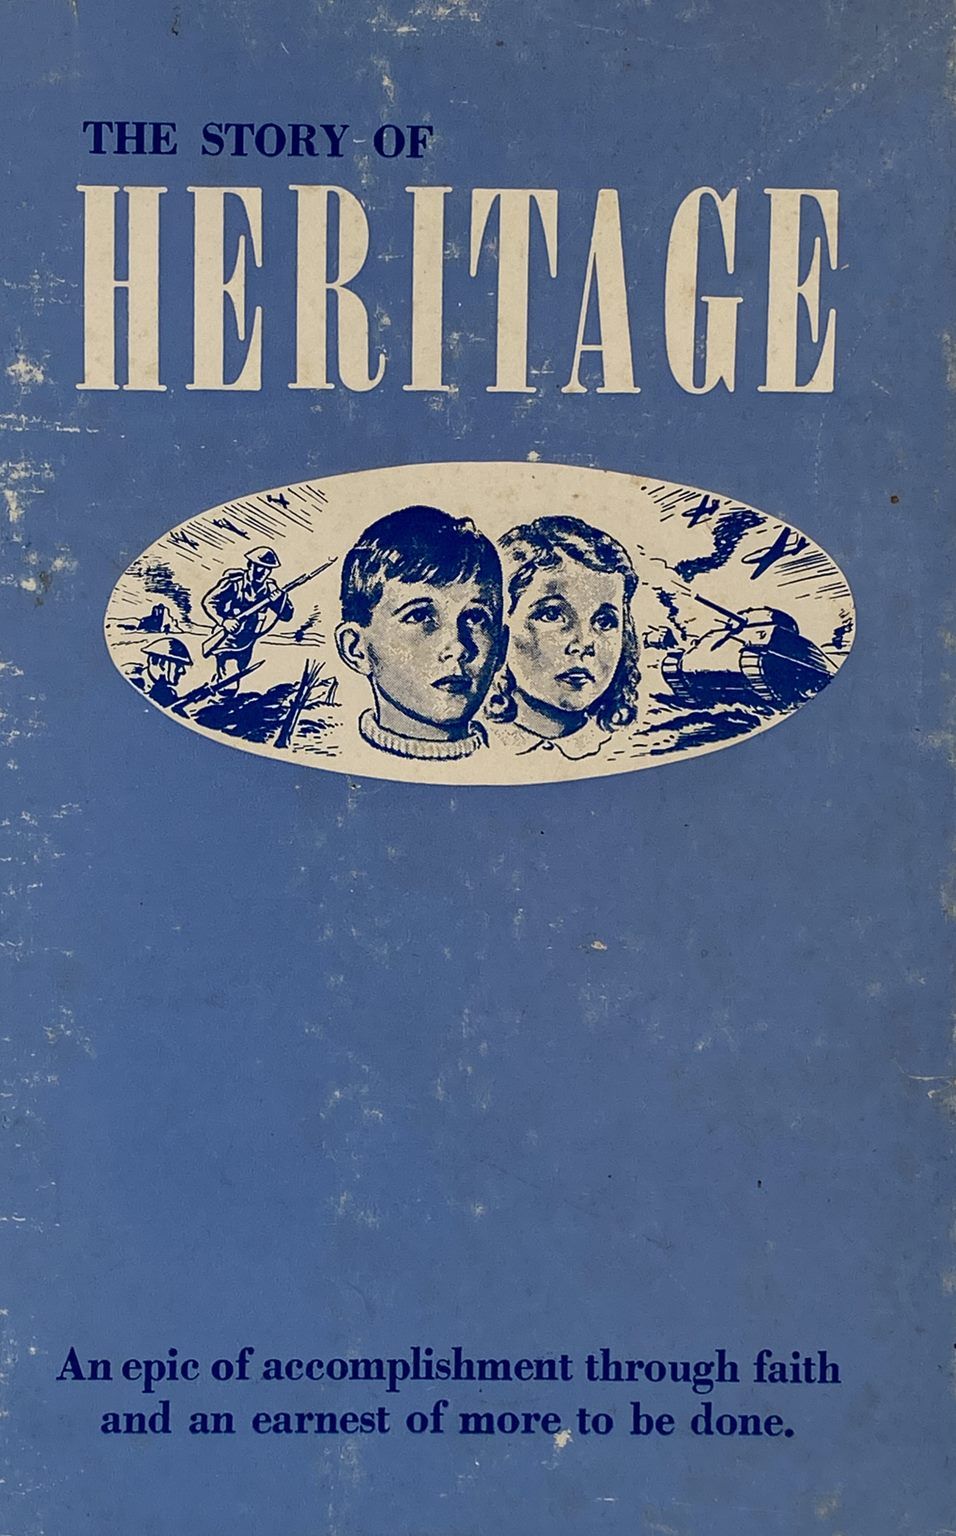 THE STORY OF
HERITAGE
An epic of accomplishment through faith
and an earnest of more to be done.